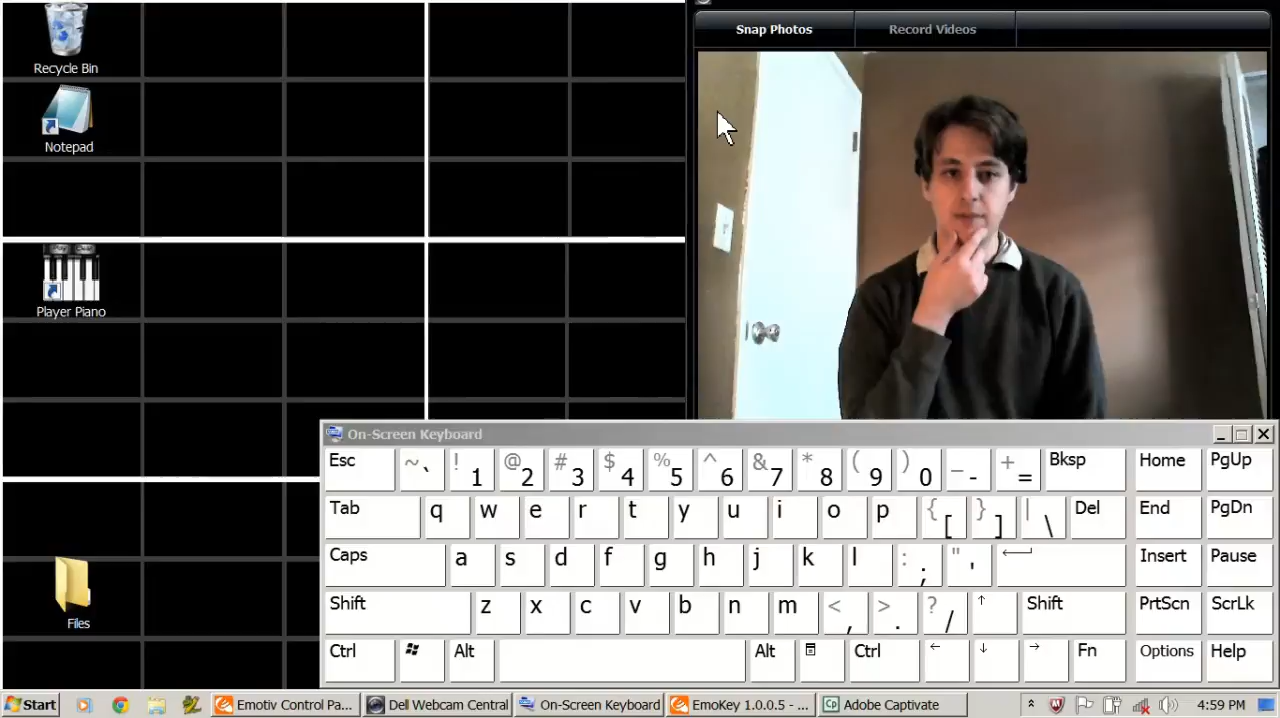 Snap Photos
Record Videos
Recycle Bin
Notepad
Player Piano
Files
On-Screen Keyboard
Esc ~ ` ! 1 @ 2 # 3 $ 4 % 5 ^ 6 & 7 * 8 ( 9 ) 0 _ - + = Bksp Home PgUp
Tab q w e r t y u i o p { [ } ] | \ Del End PgDn
Caps a s d f g h j k l : ; " ' Insert Pause
Shift z x c v b n m < , > . ? / ↑ Shift PrtScn ScrLk
Ctrl Alt Alt Ctrl ← ↓ → Fn Options Help
Start Emotiv Control Pa... Dell Webcam Central On-Screen Keyboard EmoKey 1.0.0.5 - ... Adobe Captivate 4:59 PM